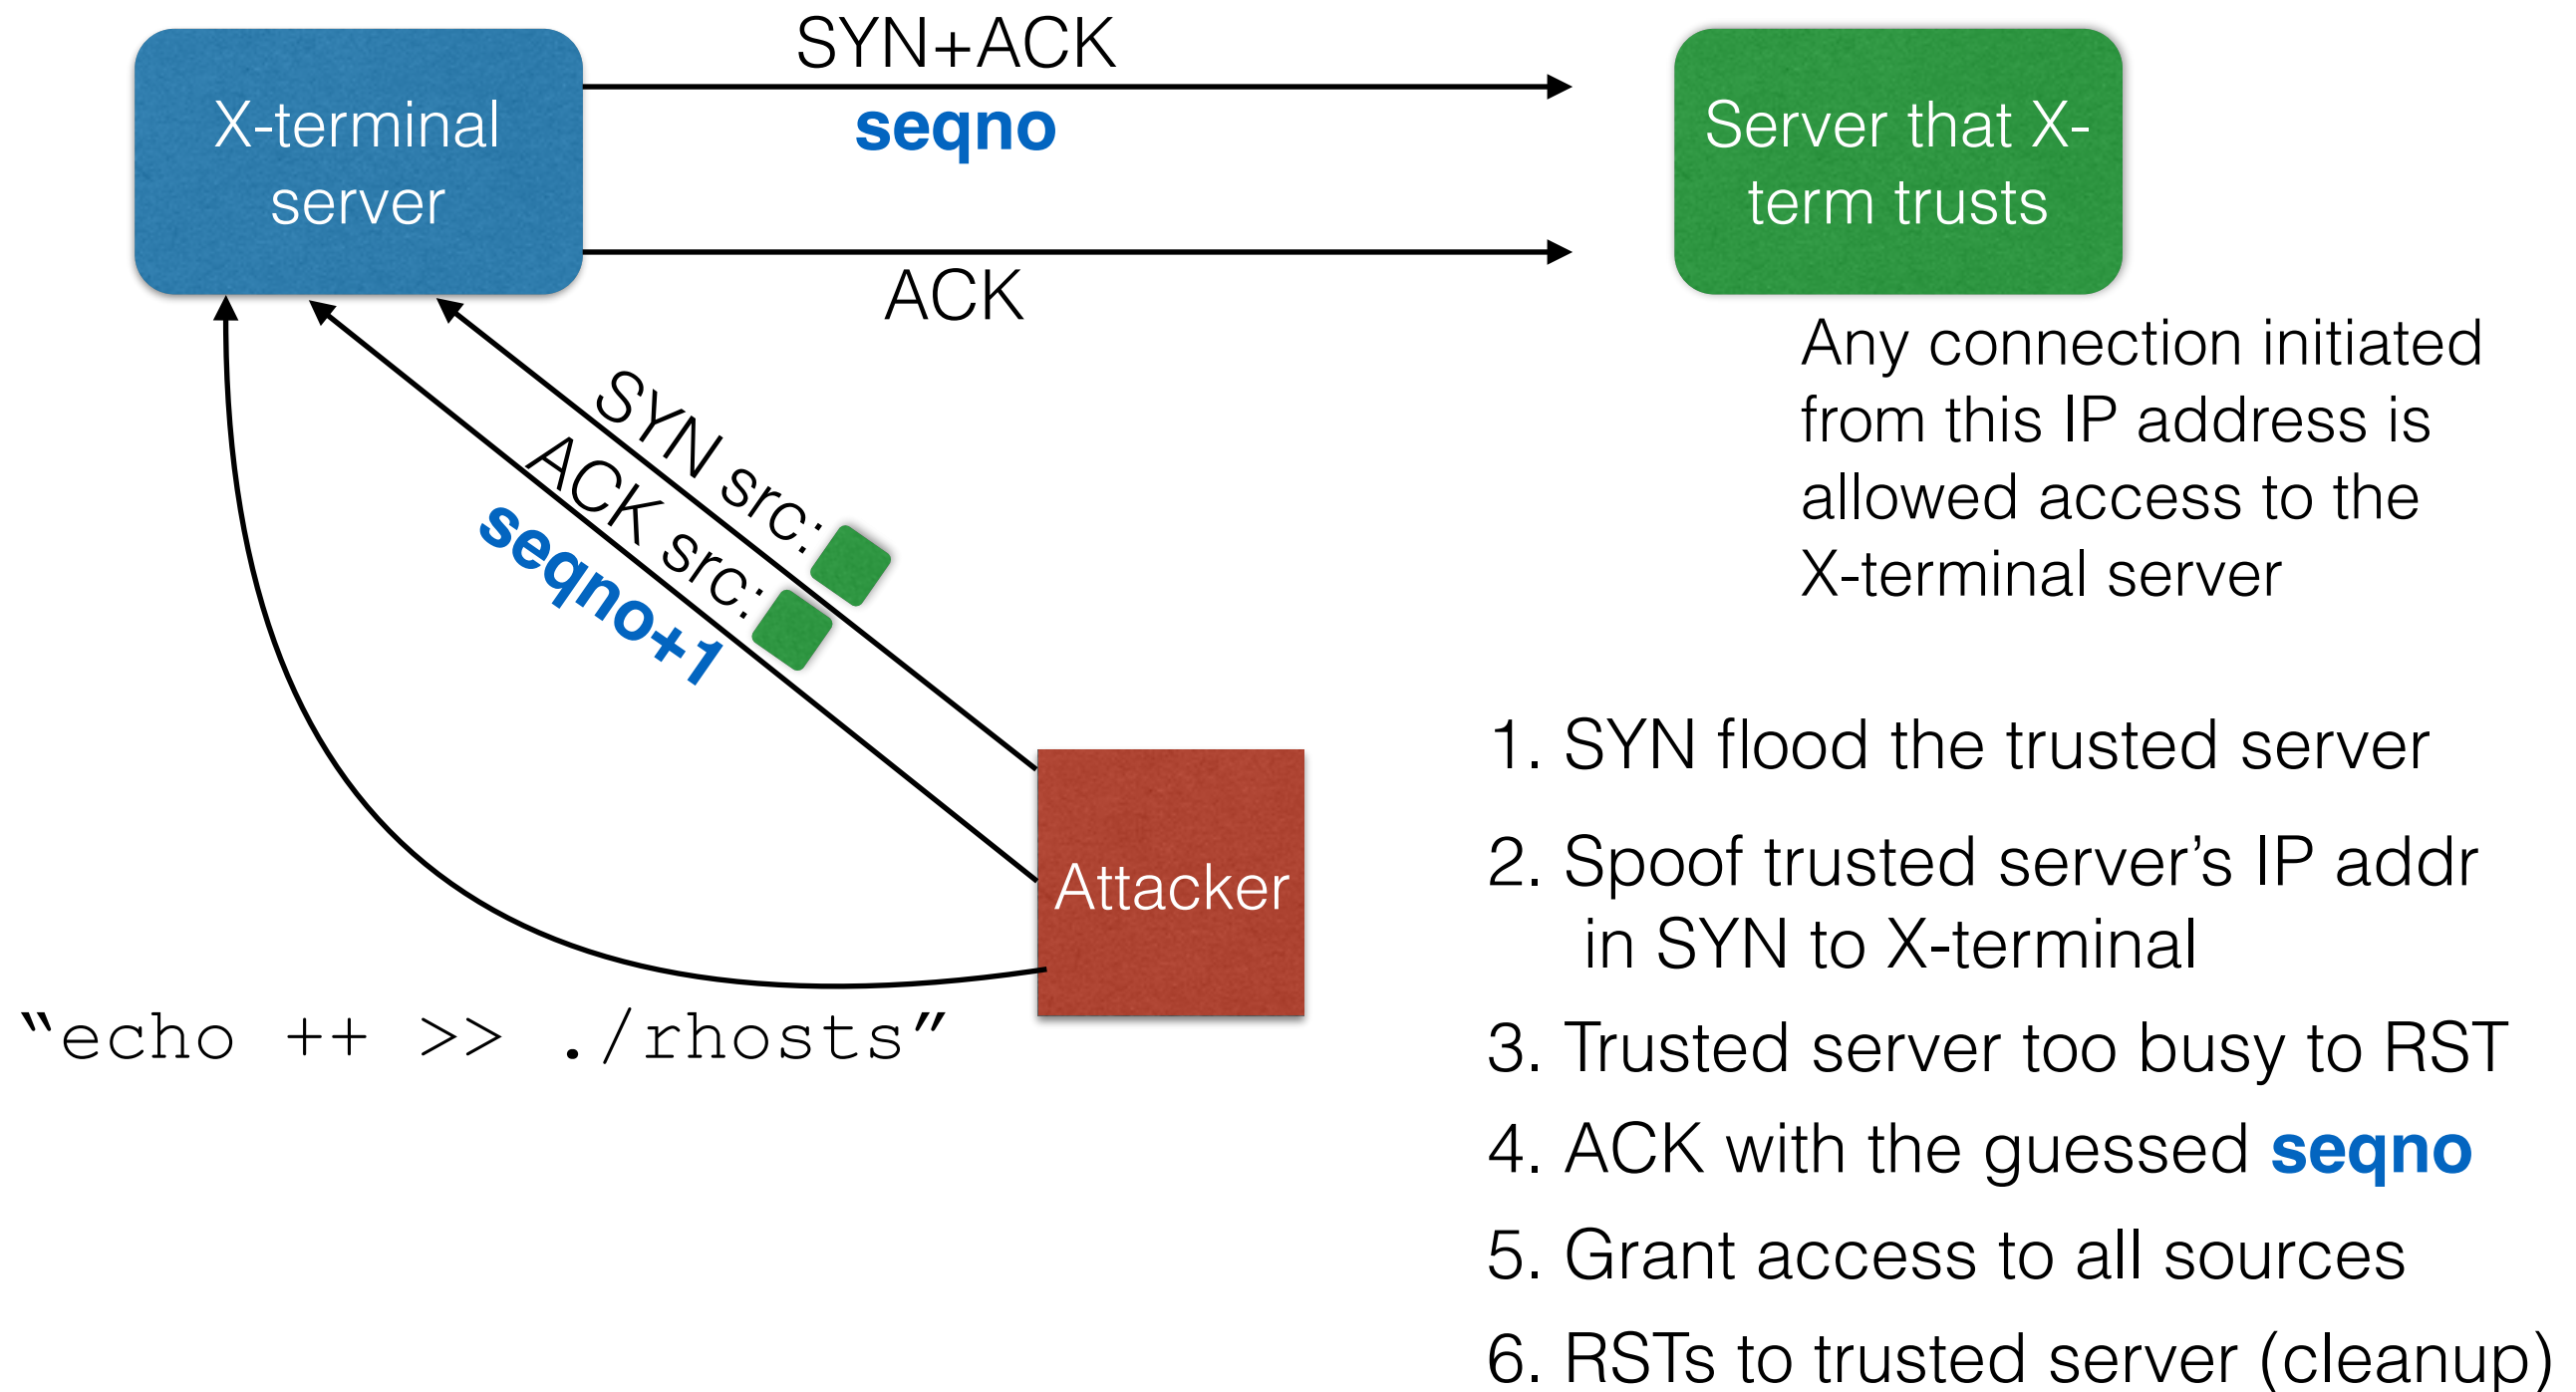 SYN+ACK
seqno
X-terminal
server
Server that X-
term trusts
ACK
Any connection initiated
from this IP address is
allowed access to the
X-terminal server
SYN src:
ACK src:
seqno+1
Attacker
“echo ++ >> ./rhosts”
1. SYN flood the trusted server
2. Spoof trusted server’s IP addr
in SYN to X-terminal
3. Trusted server too busy to RST
4. ACK with the guessed seqno
5. Grant access to all sources
6. RSTs to trusted server (cleanup)